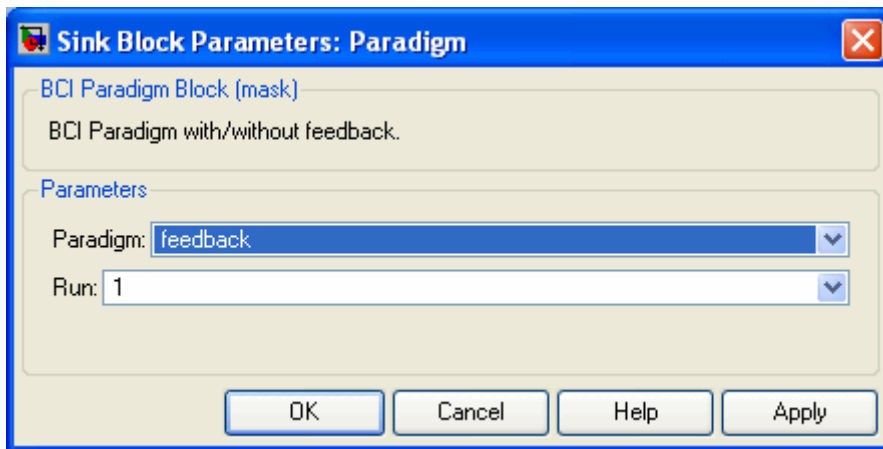 Sink Block Parameters: Paradigm
BCI Paradigm Block (mask)
BCI Paradigm with/without feedback.
Parameters
Paradigm: feedback
Run: 1
OK Cancel Help Apply